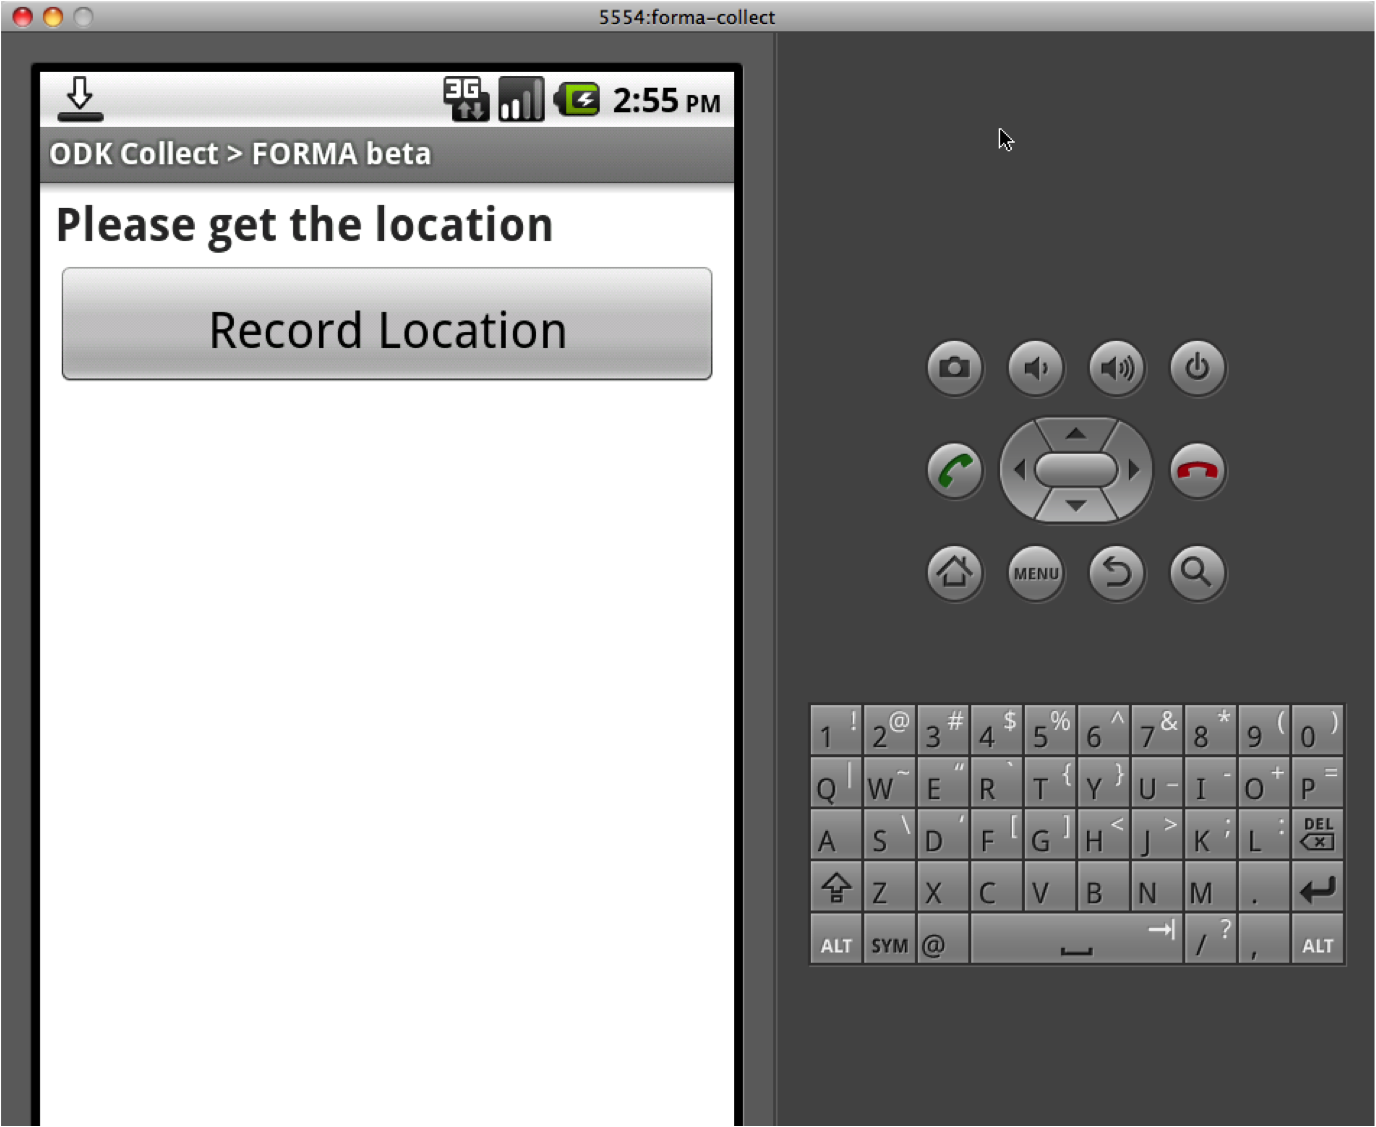 5554:forma-collect
3G 2:55 PM
ODK Collect > FORMA beta
Please get the location
Record Location
MENU
1 ! 2 @ 3 # 4 $ 5 % 6 ^ 7 & 8 * 9 ( 0 )
Q | W ~ E " R ` T { Y } U _ I - O + P =
A S \ D ' F [ G ] H < J > K ; L : DEL
Z X C V B N M .
ALT SYM @ / ? , ALT